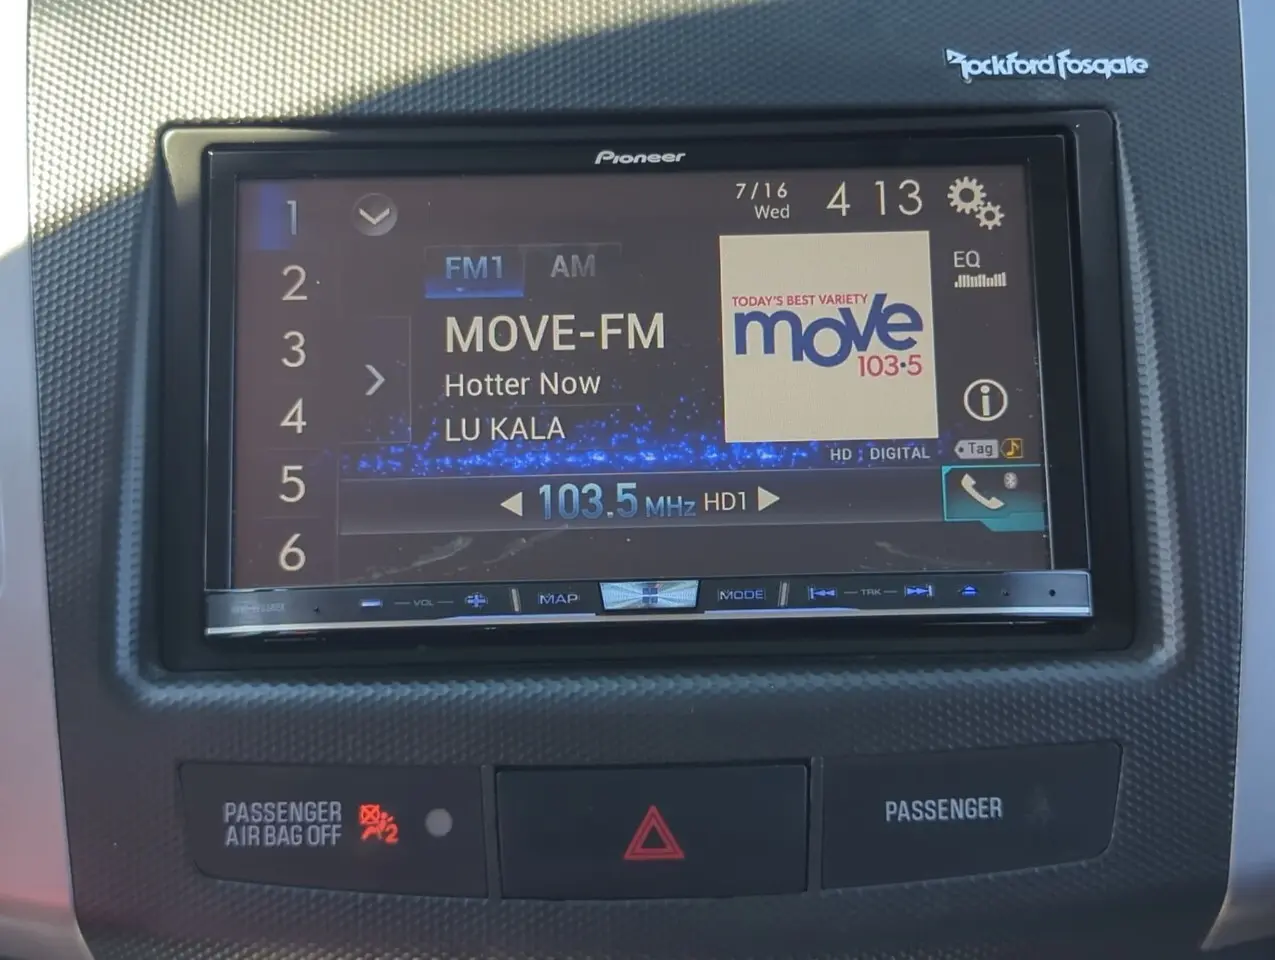 Rockford Fosgate
Pioneer
1
7/16
Wed
4 13
2
FM1
AM
EQ
TODAY'S BEST VARIETY
move
103•5
3
MOVE-FM
Hotter Now
4
LU KALA
HD DIGITAL
Tag
5
103.5 MHz HD1
6
VOL
MAP
MODE
TRK
PASSENGER
AIR BAG OFF
2
PASSENGER